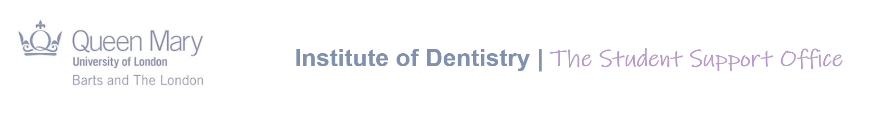 Queen Mary
University of London
Barts and The London
Institute of Dentistry | The Student Support Office